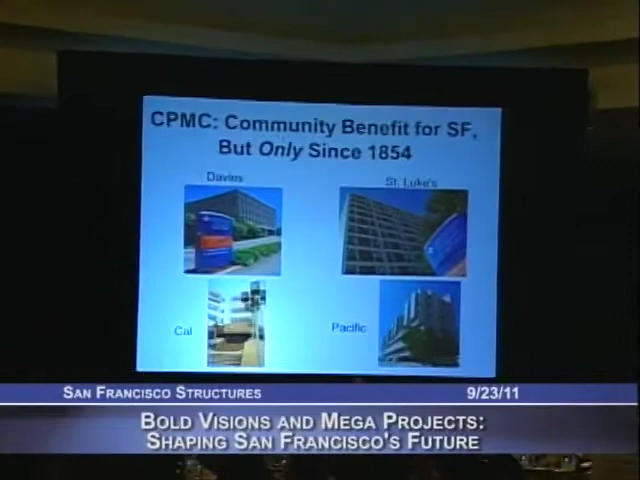 CPMC: Community Benefit for SF,
But Only Since 1854
Davies
St. Luke's
Cal
Pacific
SAN FRANCISCO STRUCTURES
9/23/11
BOLD VISIONS AND MEGA PROJECTS:
SHAPING SAN FRANCISCO'S FUTURE